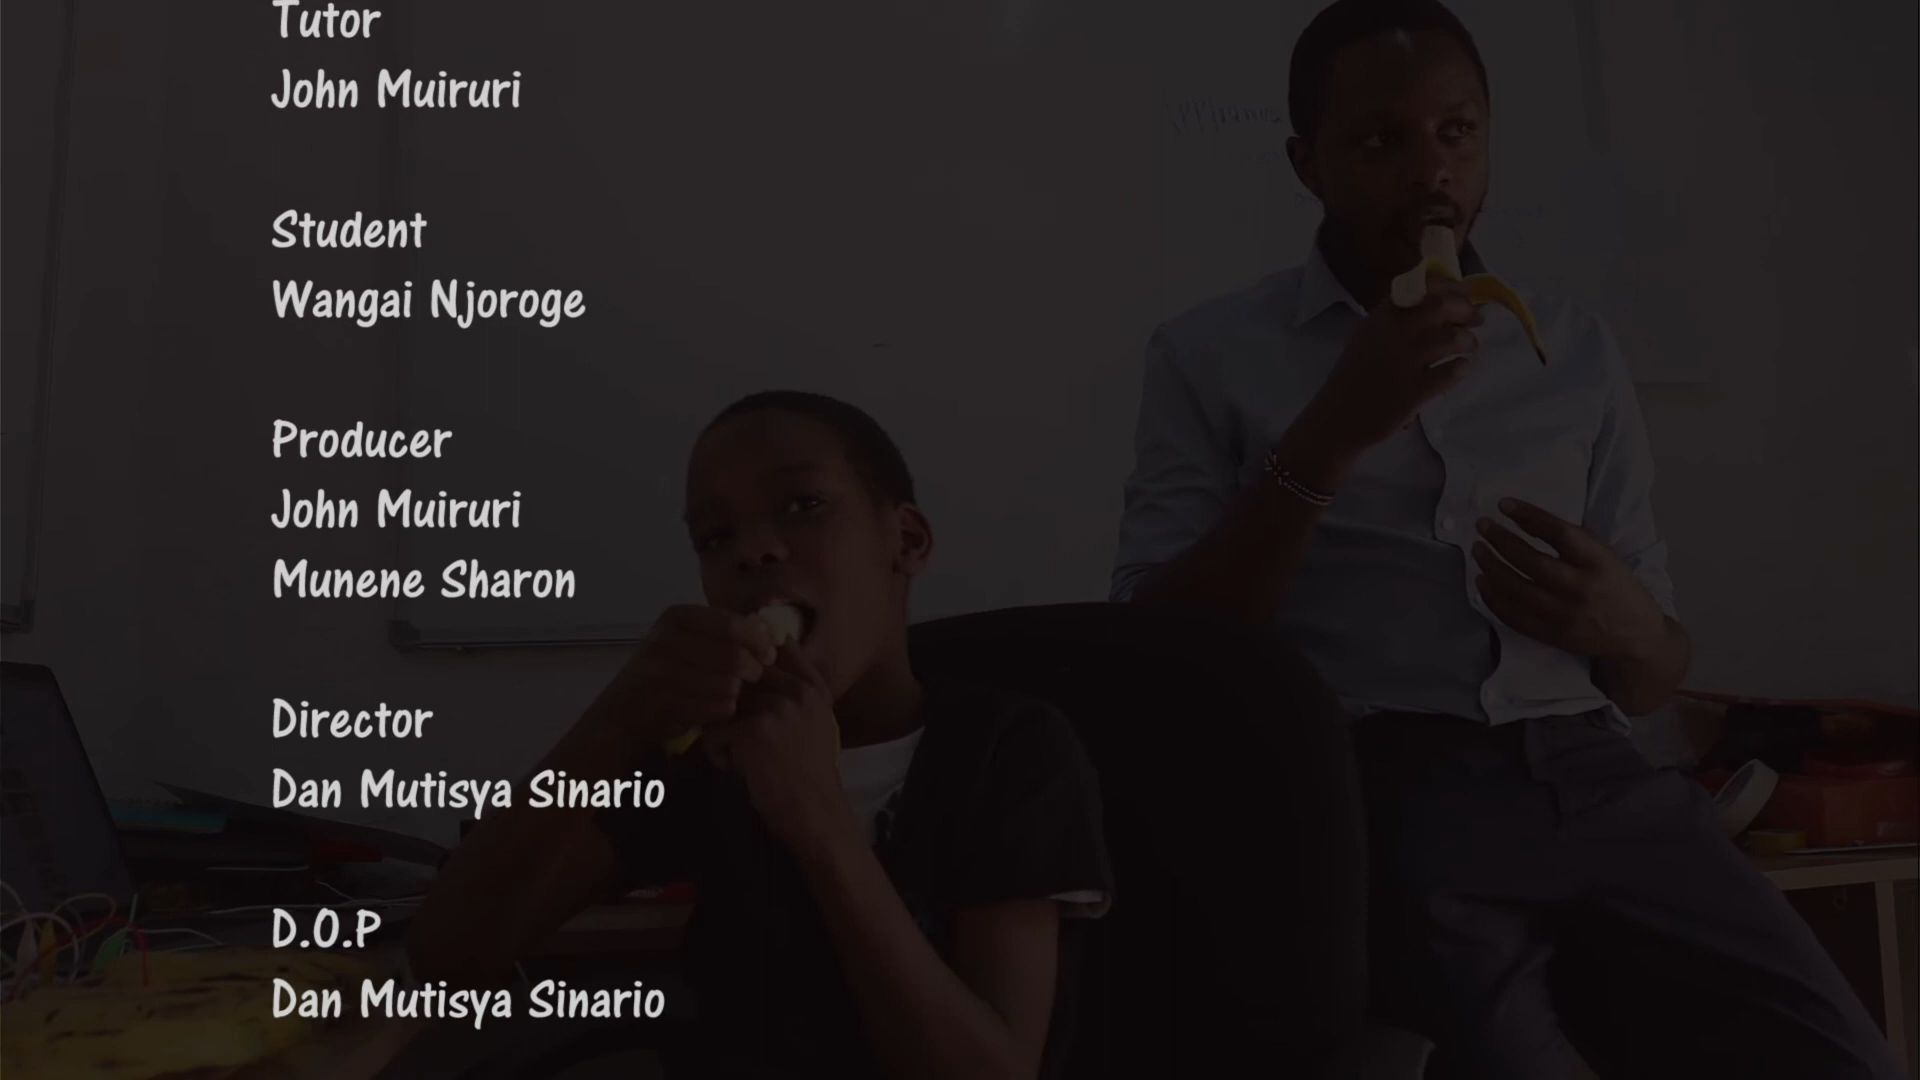 Tutor
John Muiruri
Student
Wangai Njoroge
Producer
John Muiruri
Munene Sharon
Director
Dan Mutisya Sinario
D.O.P
Dan Mutisya Sinario